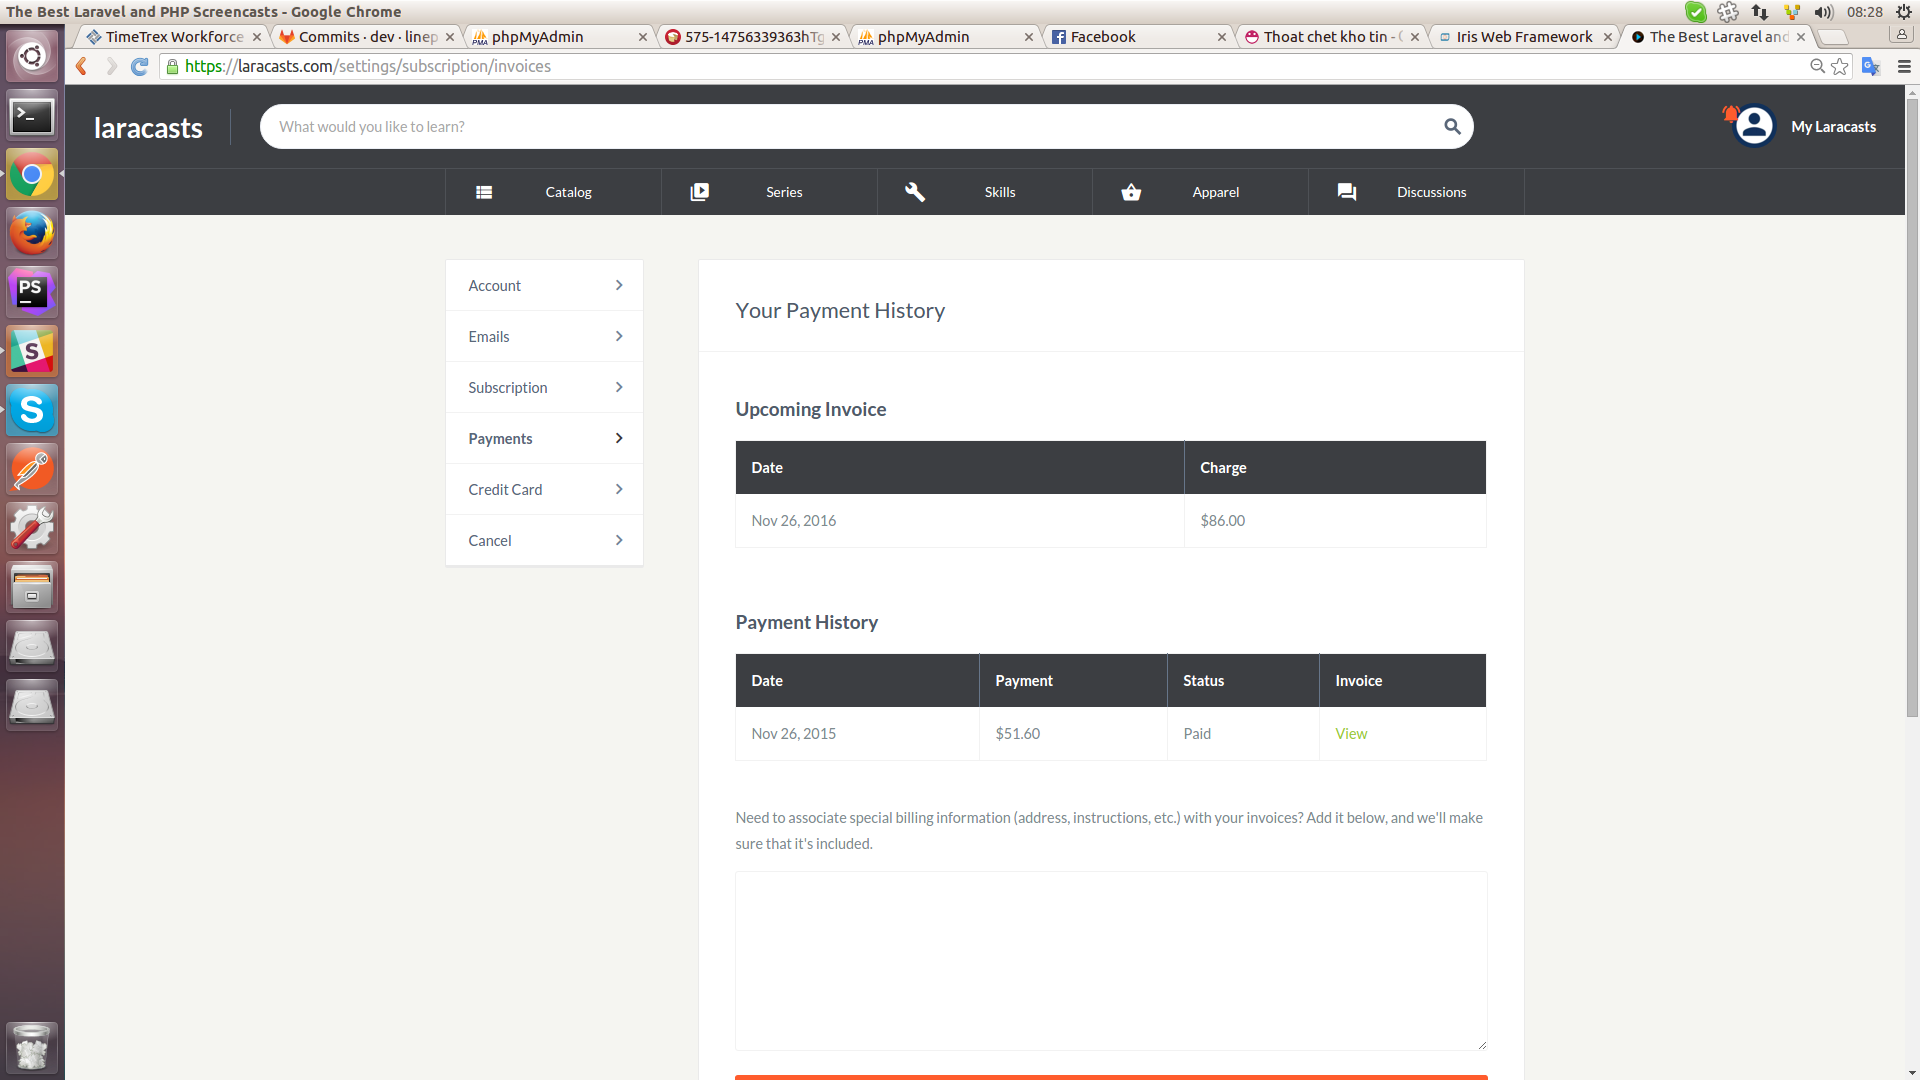 The Best Laravel and PHP Screencasts - Google Chrome
08:28
TimeTrex Workforce
Commits · dev · linep
phpMyAdmin
575-14756339363hTg
phpMyAdmin
Facebook
Thoat chet kho tin -
Iris Web Framework
The Best Laravel and
https://laracasts.com/settings/subscription/invoices
laracasts
What would you like to learn?
My Laracasts
Catalog
Series
Skills
Apparel
Discussions
Account
Emails
Subscription
Payments
Credit Card
Cancel
Your Payment History
Upcoming Invoice
Date Charge
Nov 26, 2016 $86.00
Payment History
Date Payment Status Invoice
Nov 26, 2015 $51.60 Paid View
Need to associate special billing information (address, instructions, etc.) with your invoices? Add it below, and we'll make
sure that it's included.